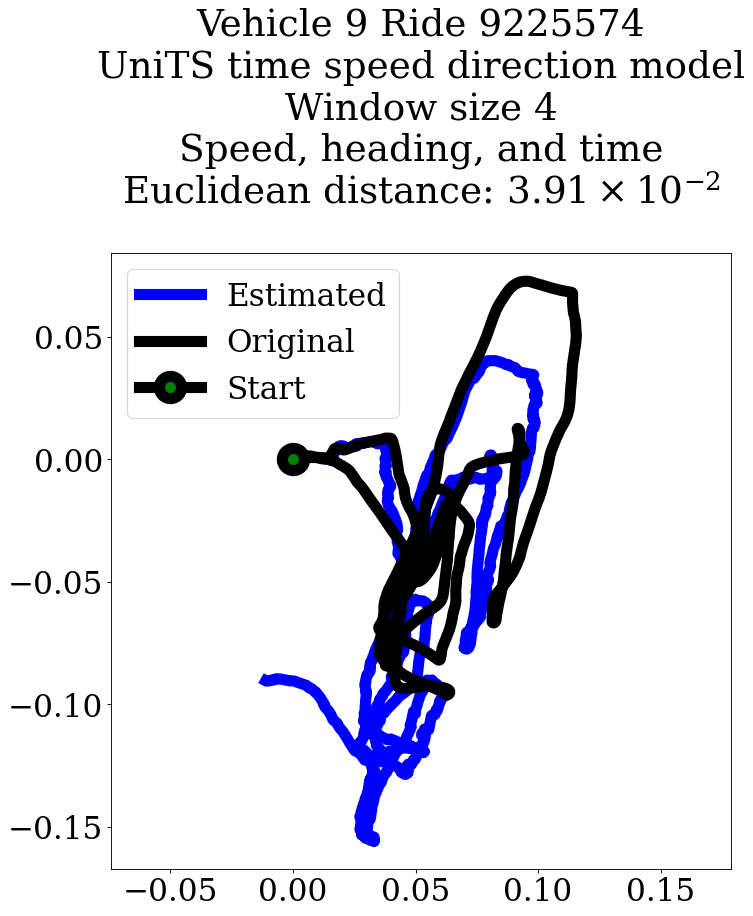 Vehicle 9 Ride 9225574
UniTS time speed direction model
Window size 4
Speed, heading, and time
Euclidean distance: 3.91 × 10⁻²
Estimated
Original
Start
0.05
0.00
−0.05
−0.10
−0.15
−0.05 0.00 0.05 0.10 0.15